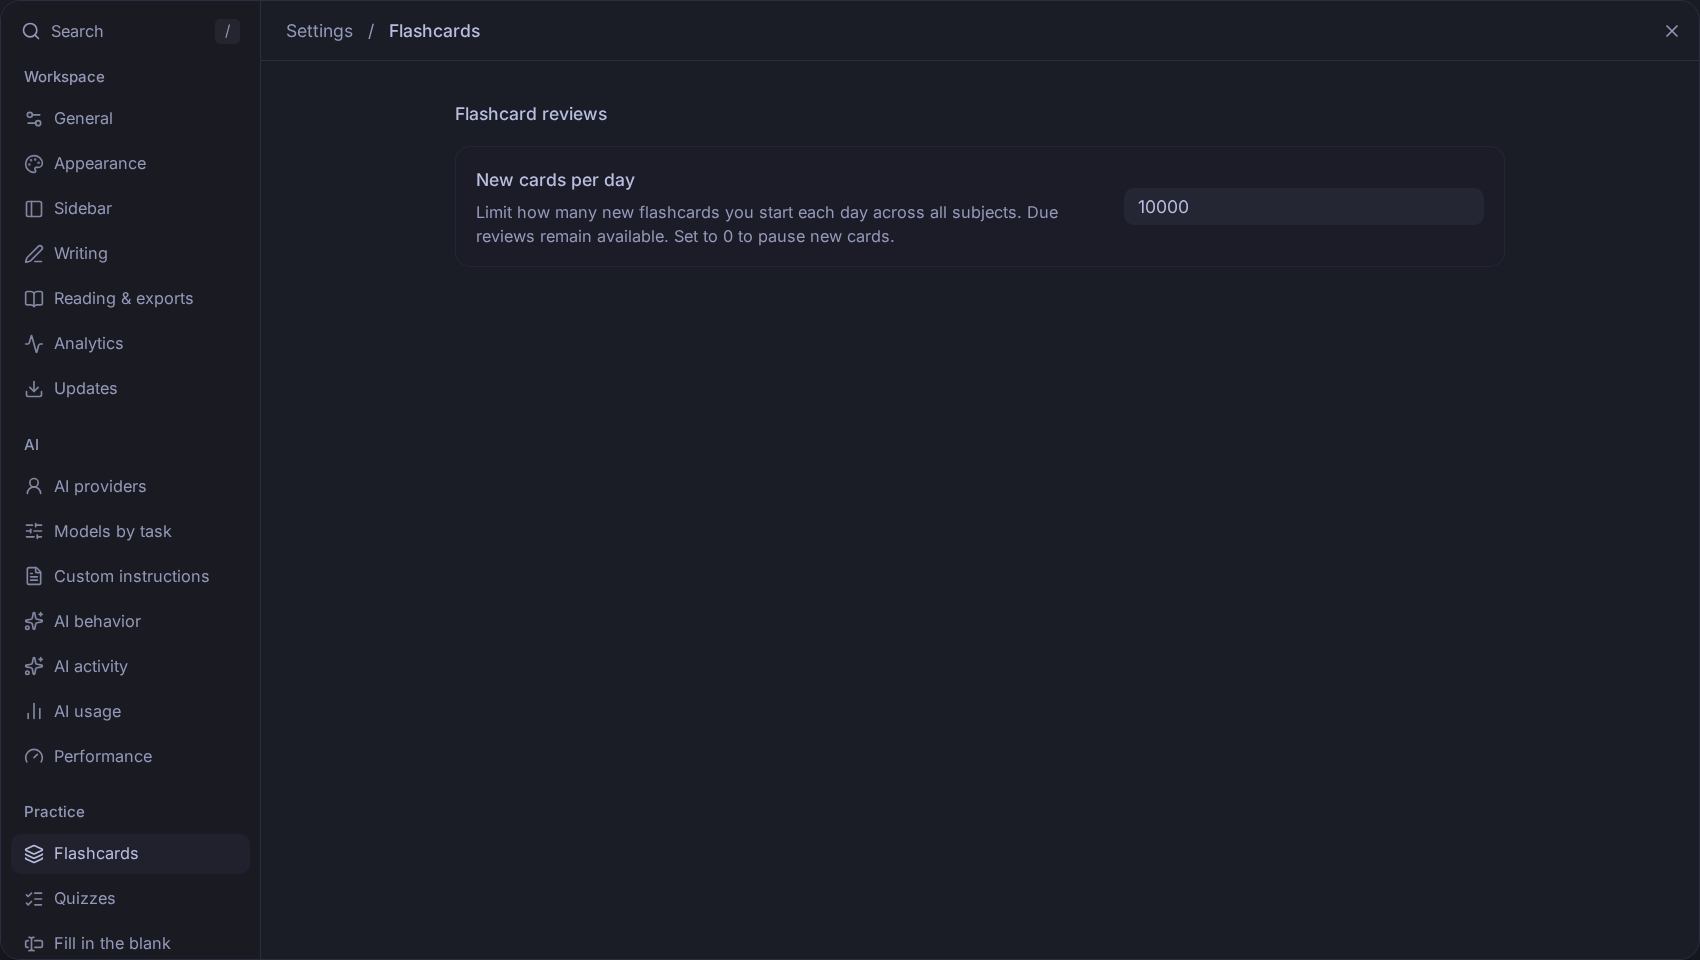 Search /
Settings / Flashcards
Workspace
General
Appearance
Sidebar
Writing
Reading & exports
Analytics
Updates
AI
AI providers
Models by task
Custom instructions
AI behavior
AI activity
AI usage
Performance
Practice
Flashcards
Quizzes
Fill in the blank
Flashcard reviews
New cards per day
Limit how many new flashcards you start each day across all subjects. Due
reviews remain available. Set to 0 to pause new cards.
10000